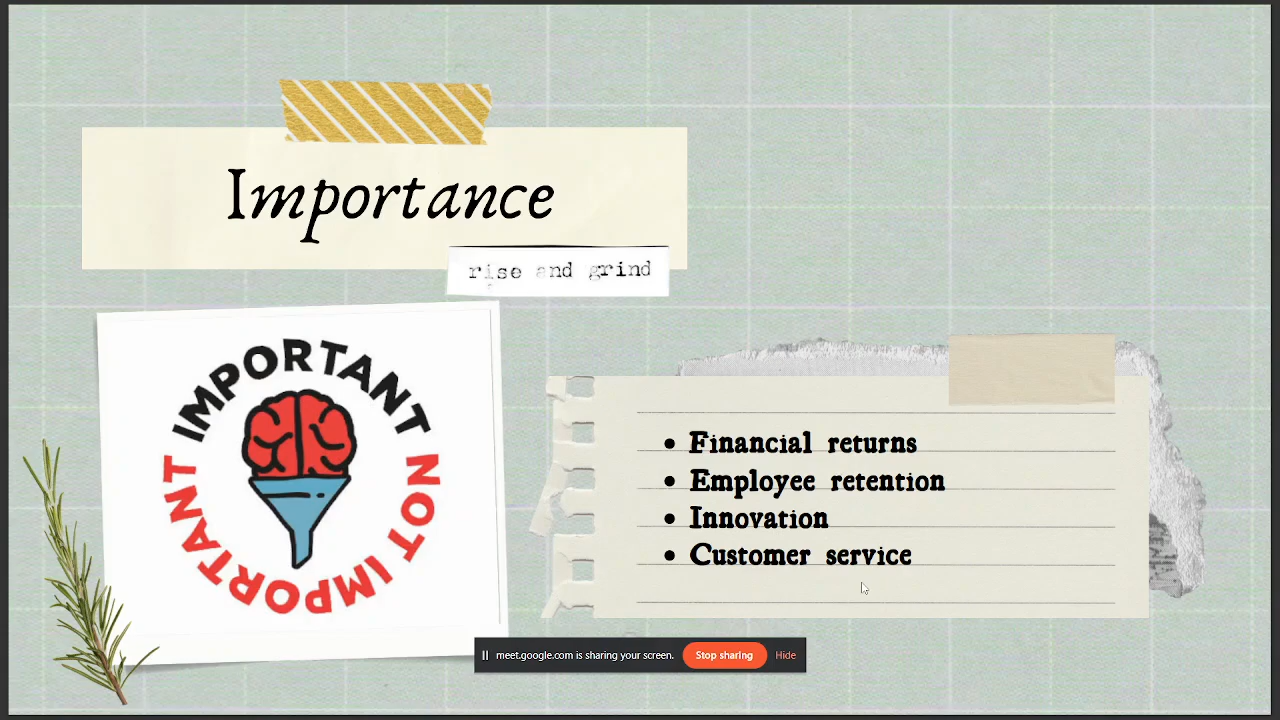 Importance
rise and grind
IMPORTANT
NOT IMPORTANT
• Financial returns
• Employee retention
• Innovation
• Customer service
meet.google.com is sharing your screen. Stop sharing Hide